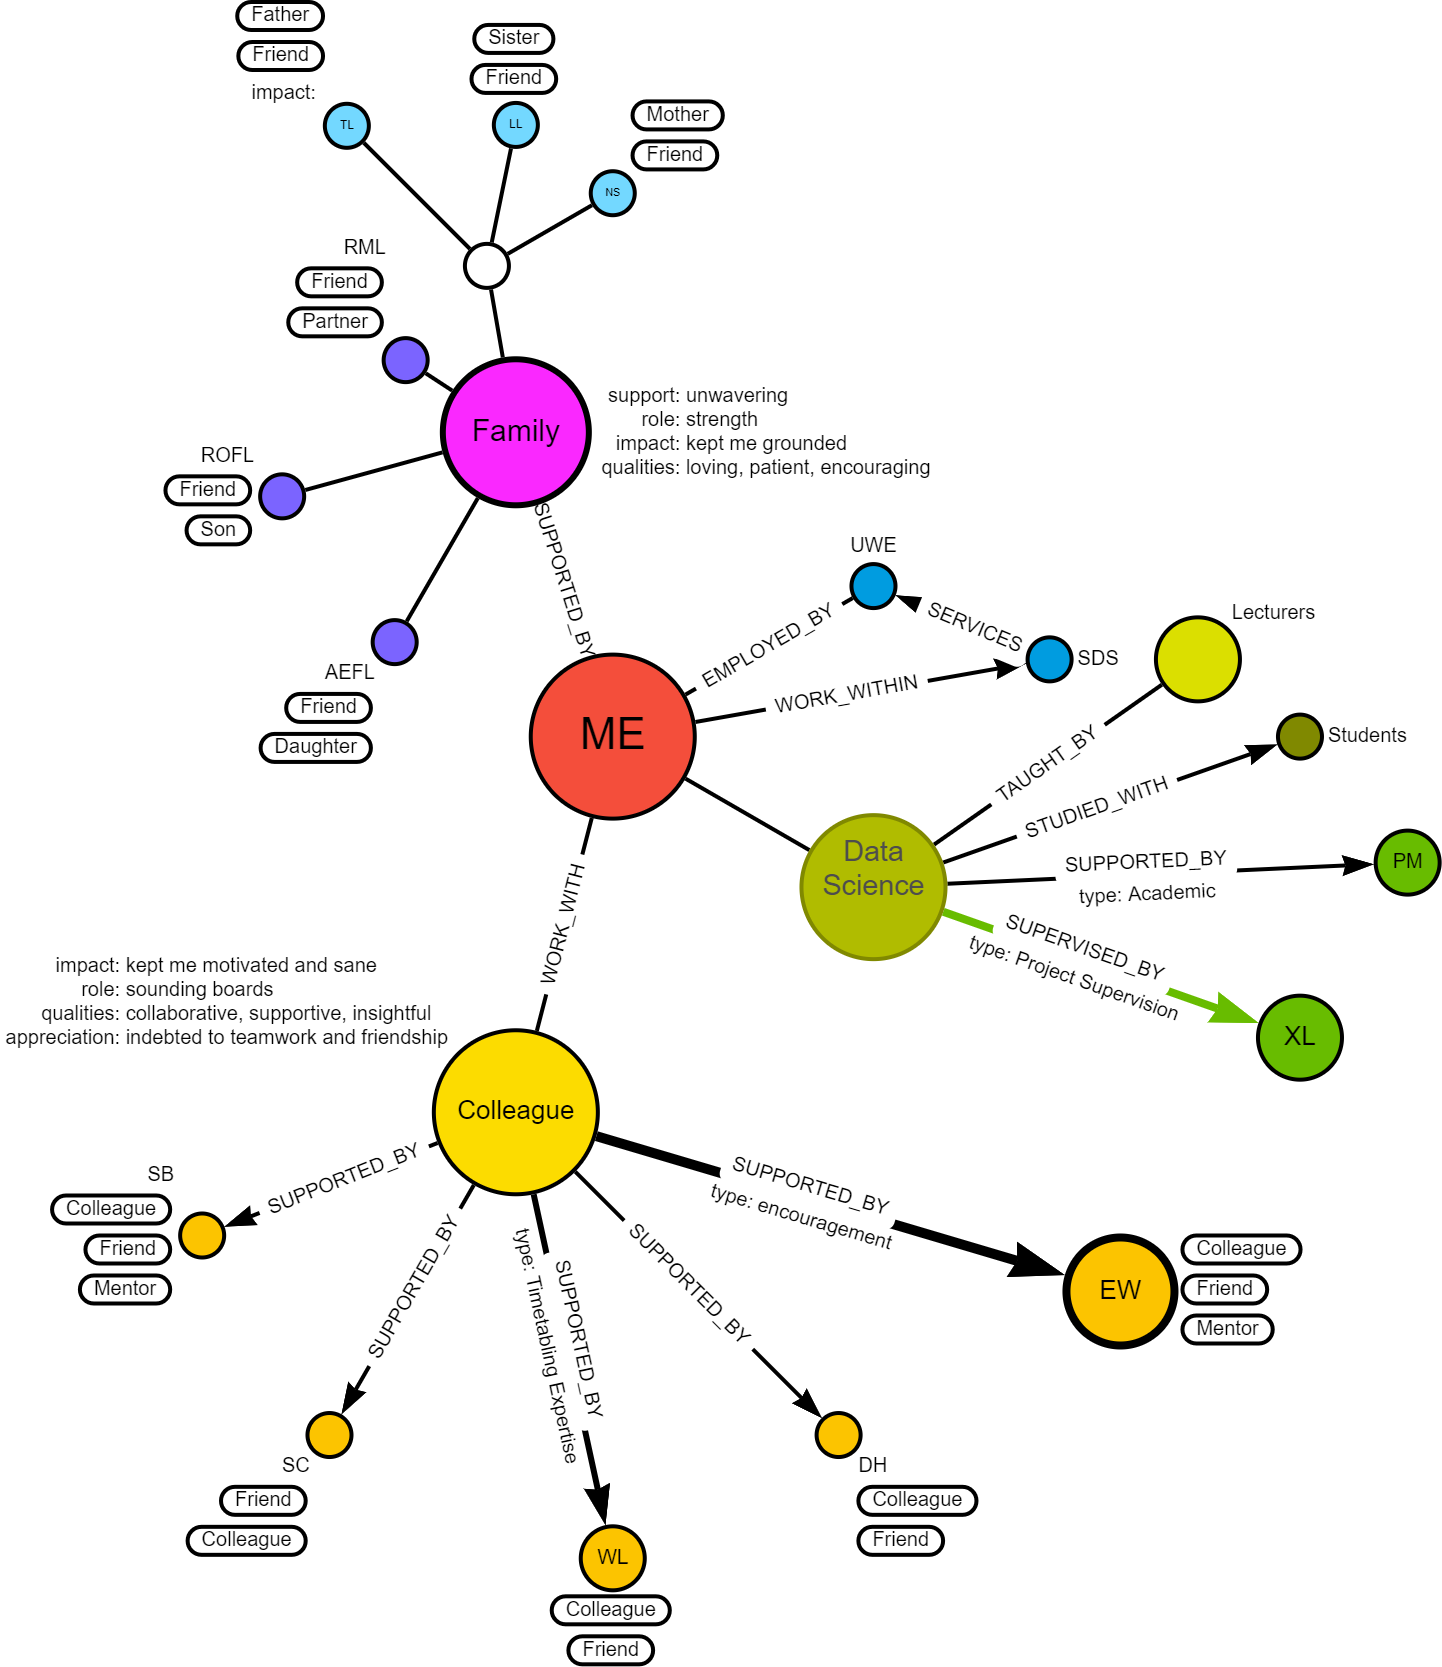 Father
Friend
impact:
TL
Sister
Friend
LL
Mother
Friend
NS
RML
Friend
Partner
Family
support: unwavering
role: strength
impact: kept me grounded
qualities: loving, patient, encouraging
ROFL
Friend
Son
SUPPORTED_BY
AEFL
Friend
Daughter
ME
UWE
EMPLOYED_BY
SERVICES
SDS
WORK_WITHIN
Lecturers
TAUGHT_BY
Students
STUDIED_WITH
Data
Science
SUPPORTED_BY
type: Academic
PM
SUPERVISED_BY
type: Project Supervision
XL
WORK_WITH
impact: kept me motivated and sane
role: sounding boards
qualities: collaborative, supportive, insightful
appreciation: indebted to teamwork and friendship
Colleague
SUPPORTED_BY
SB
Colleague
Friend
Mentor
SUPPORTED_BY
SC
Friend
Colleague
SUPPORTED_BY
type: Timetabling Expertise
WL
Colleague
Friend
SUPPORTED_BY
DH
Colleague
Friend
SUPPORTED_BY
type: encouragement
EW
Colleague
Friend
Mentor